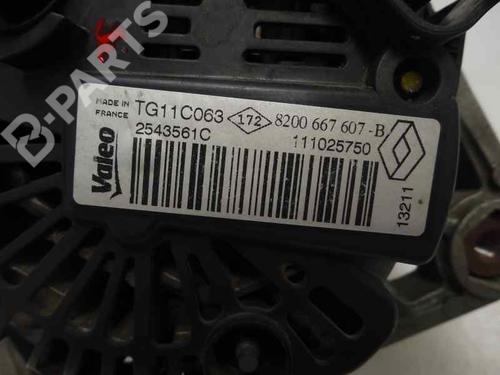 B-PARTS
MADE IN FRANCE TG11C063 172 8200 667 607-B
2543561C 111025750
Valeo
13211